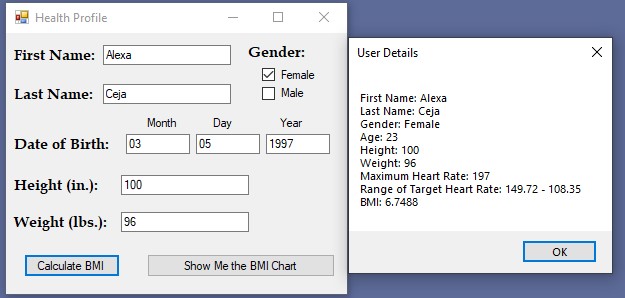 Health Profile
First Name: Alexa
Last Name: Ceja
Gender:
Female
Male
Month Day Year
Date of Birth: 03 05 1997
Height (in.): 100
Weight (lbs.): 96
Calculate BMI Show Me the BMI Chart
User Details
First Name: Alexa
Last Name: Ceja
Gender: Female
Age: 23
Height: 100
Weight: 96
Maximum Heart Rate: 197
Range of Target Heart Rate: 149.72 - 108.35
BMI: 6.7488
OK